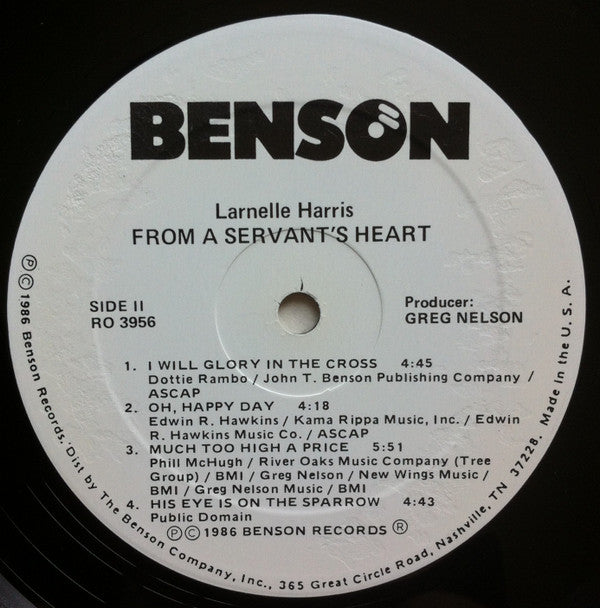 BENSON
Larnelle Harris
FROM A SERVANT'S HEART
SIDE II
RO 3956
Producer:
GREG NELSON
1. I WILL GLORY IN THE CROSS 4:45
Dottie Rambo / John T. Benson Publishing Company /
ASCAP
2. OH, HAPPY DAY 4:18
Edwin R. Hawkins / Kama Rippa Music, Inc. / Edwin
R. Hawkins Music Co. / ASCAP
3. MUCH TOO HIGH A PRICE 5:51
Phill McHugh / River Oaks Music Company (Tree
Group) / BMI / Greg Nelson / New Wings Music /
BMI / Greg Nelson Music / BMI
4. HIS EYE IS ON THE SPARROW 4:43
Public Domain
Ⓟ©1986 BENSON RECORDS®
Ⓟ©1986 Benson Records. Dist by The Benson Company, Inc., 365 Great Circle Road, Nashville, TN 37228. Made in the U. S. A.